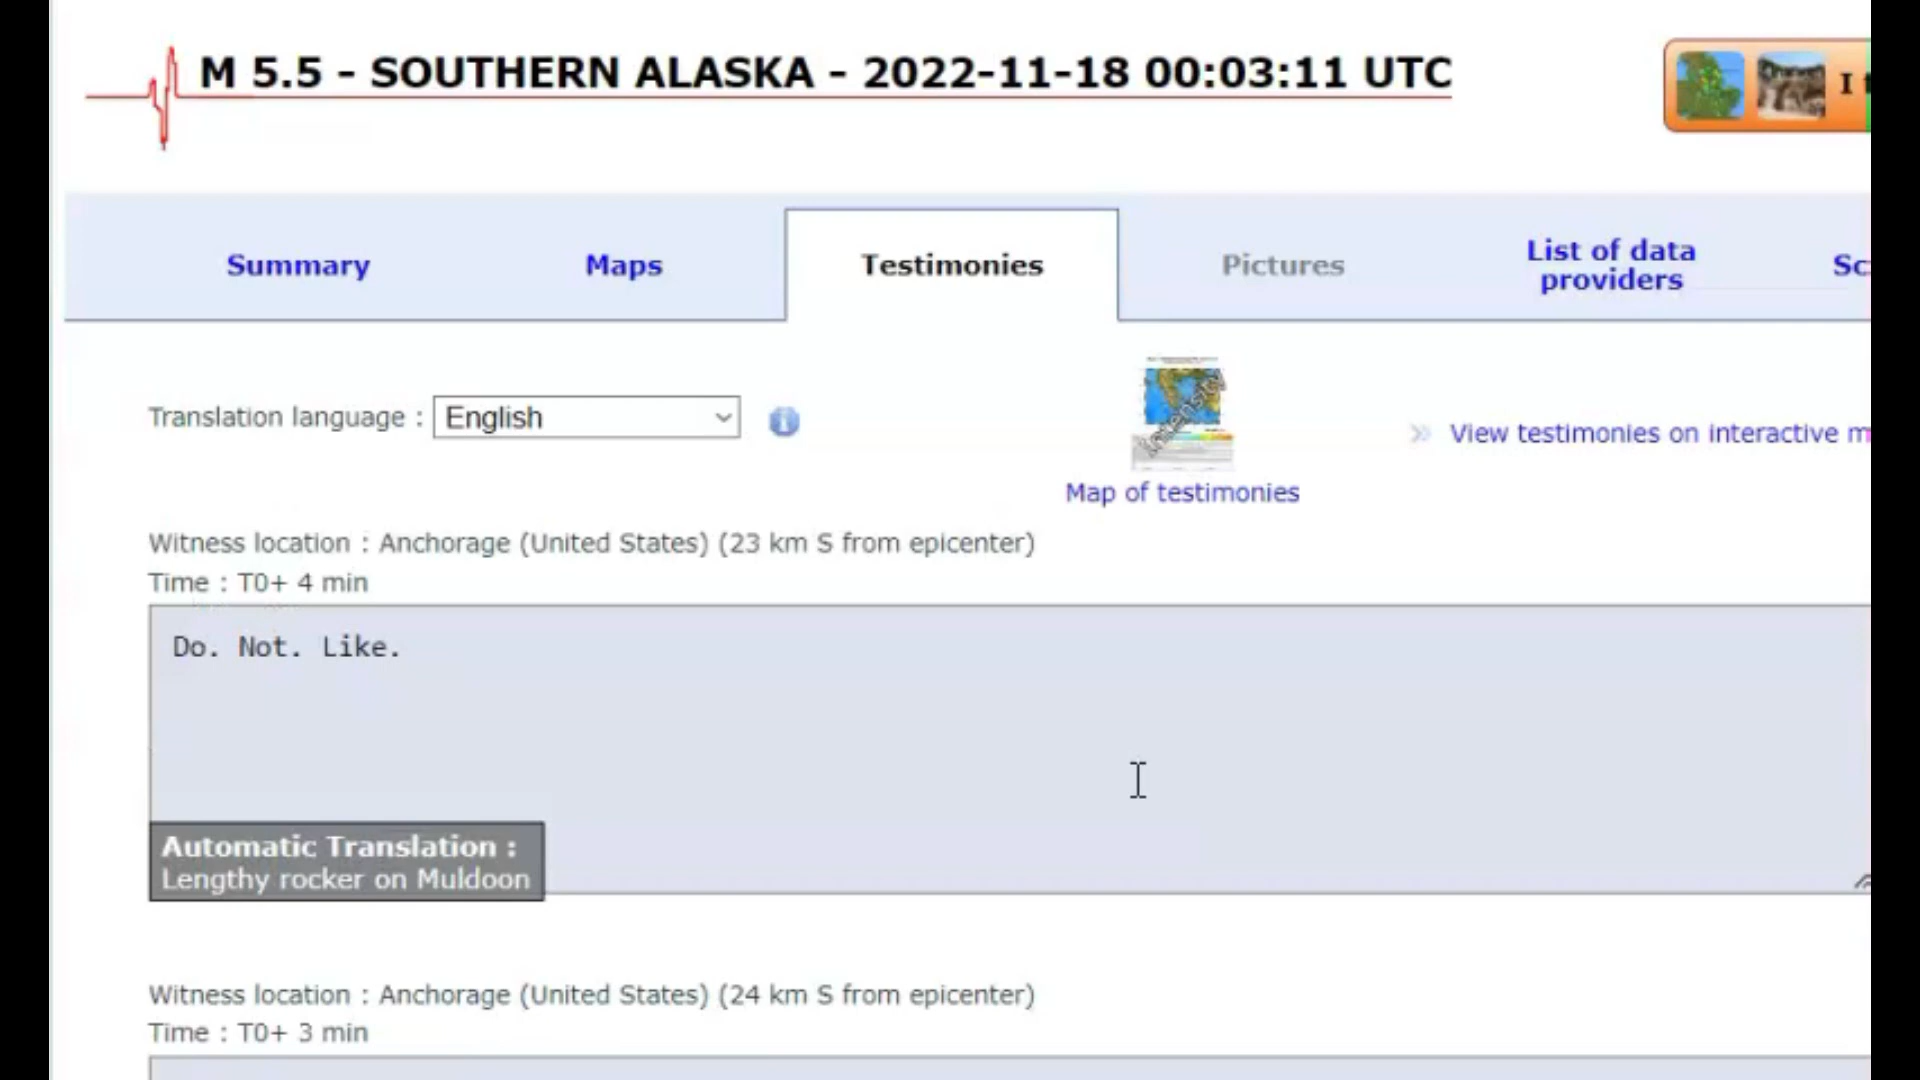 M 5.5 - SOUTHERN ALASKA - 2022-11-18 00:03:11 UTC
I
Summary
Maps
Testimonies
Pictures
List of data
providers
Translation language :
English
Intensity
Map of testimonies
View testimonies on interactive
Witness location : Anchorage (United States) (23 km S from epicenter)
Time : T0+ 4 min
Do. Not. Like.
Automatic Translation :
Lengthy rocker on Muldoon
Witness location : Anchorage (United States) (24 km S from epicenter)
Time : T0+ 3 min